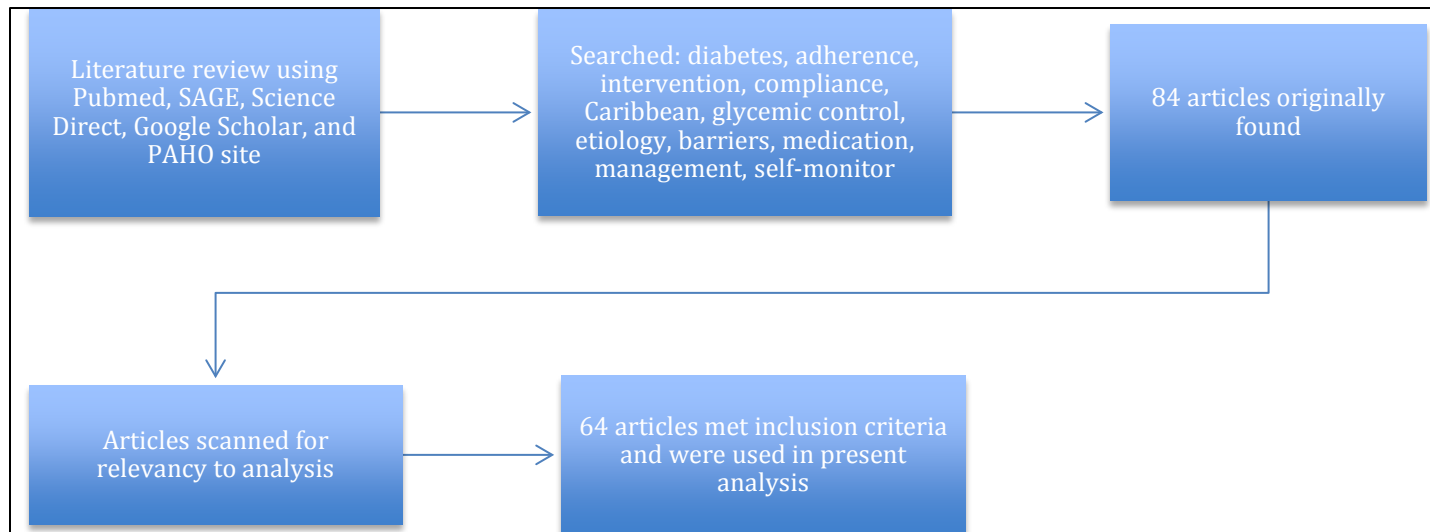 Literature review using
Pubmed, SAGE, Science
Direct, Google Scholar, and
PAHO site
Searched: diabetes, adherence,
intervention, compliance,
Caribbean, glycemic control,
etiology, barriers, medication,
management, self-monitor
84 articles originally
found
Articles scanned for
relevancy to analysis
64 articles met inclusion criteria
and were used in present
analysis